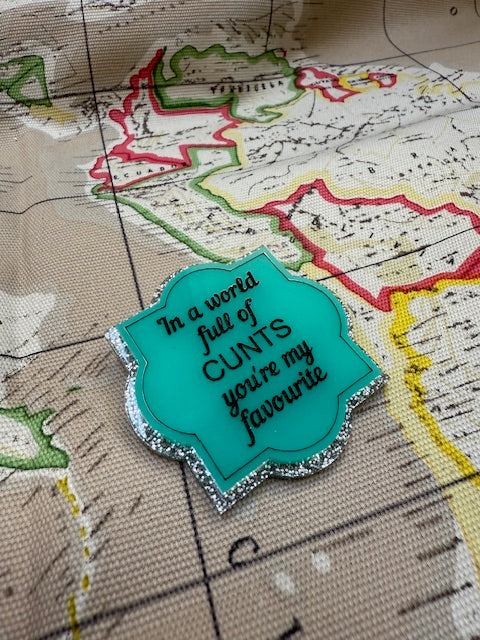 In a world
full of
CUNTS
you're my
favourite